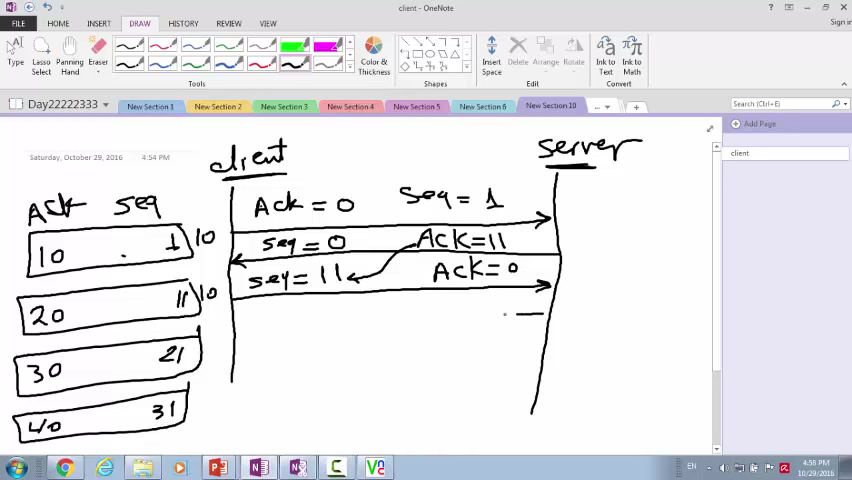 client - OneNote
Sign in
FILE HOME INSERT DRAW HISTORY REVIEW VIEW
Type Lasso Select Panning Hand Eraser Color & Thickness Insert Space Delete Arrange Rotate Ink to Text Ink to Math
Tools Shapes Edit Convert
Day22222333 New Section 1 New Section 2 New Section 3 New Section 4 New Section 5 New Section 6 New Section 10 Search (Ctrl+E)
Add Page
client
Saturday, October 29, 2016 4:54 PM
client server
Ack seq
Ack = 0 Seq = 1
10 1 10
seq = 0 Ack=11
seq = 11 Ack= 0
20 11 10
30 21
40 31
EN 4:58 PM
10/29/2016